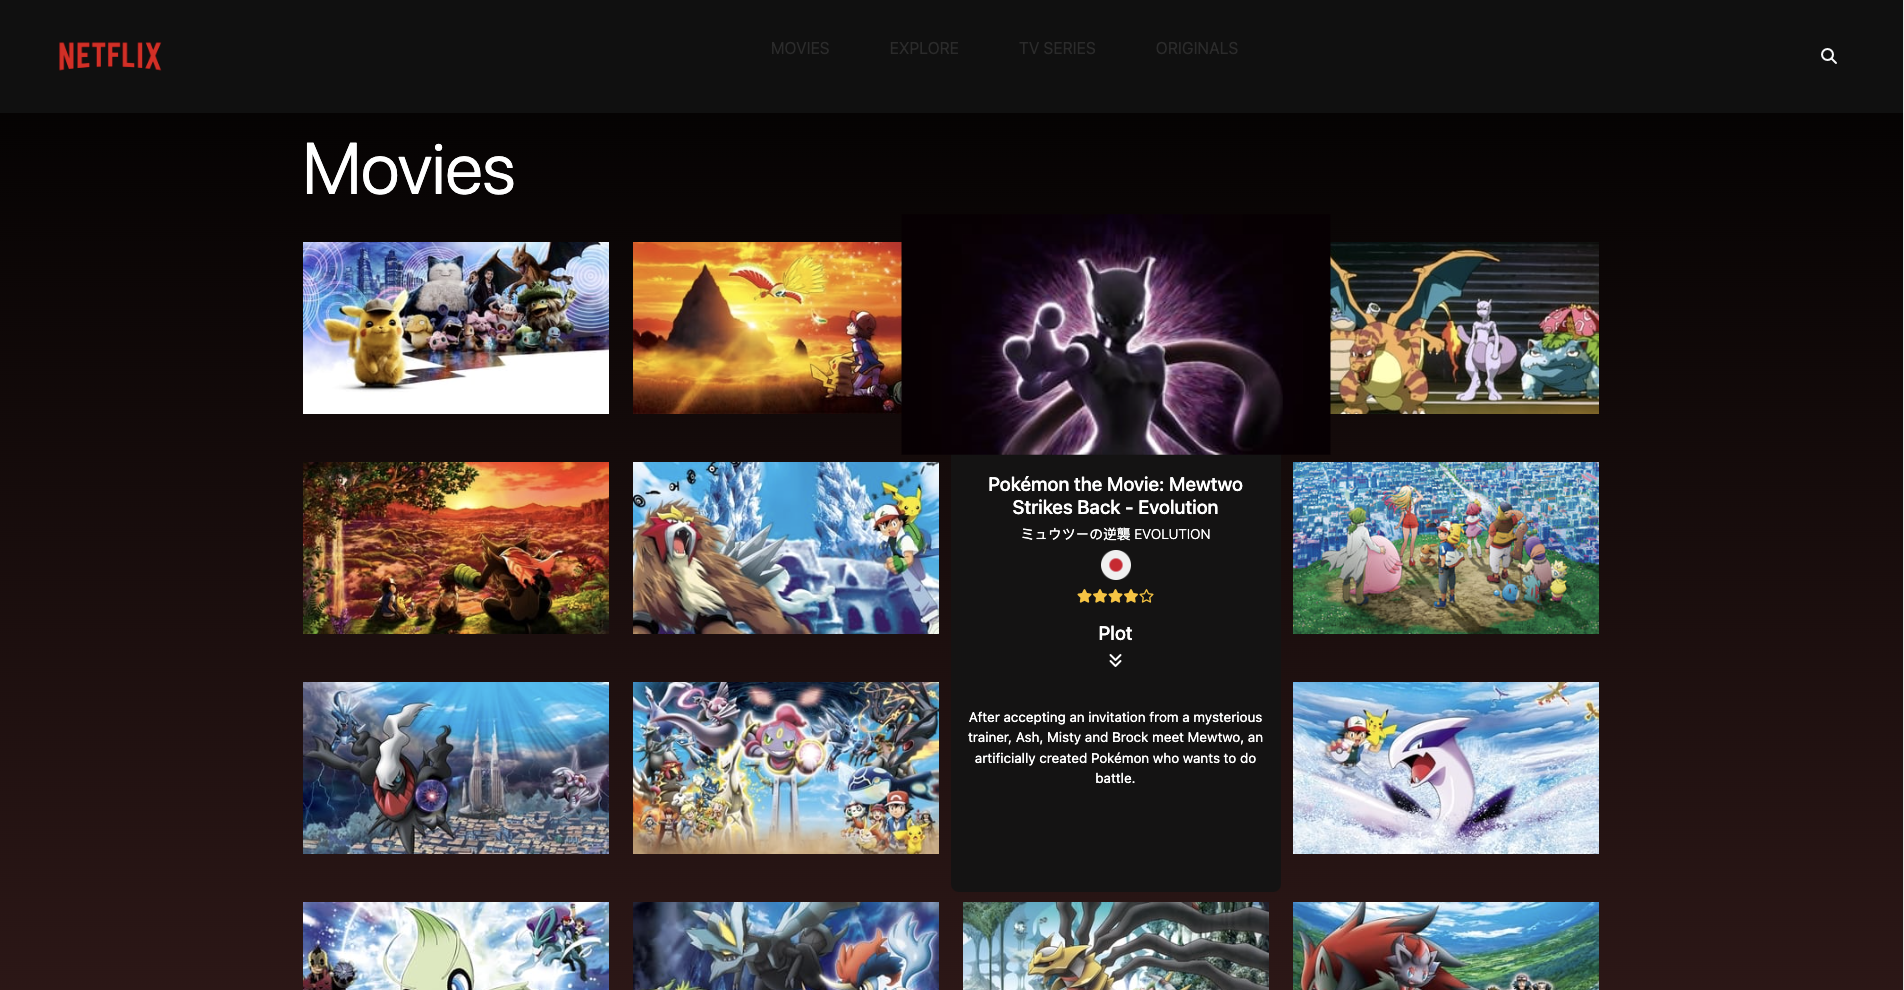 NETFLIX
MOVIES
EXPLORE
TV SERIES
ORIGINALS
Movies
Pokémon the Movie: Mewtwo
Strikes Back - Evolution
ミュウツーの逆襲 EVOLUTION
Plot
After accepting an invitation from a mysterious
trainer, Ash, Misty and Brock meet Mewtwo, an
artificially created Pokémon who wants to do
battle.